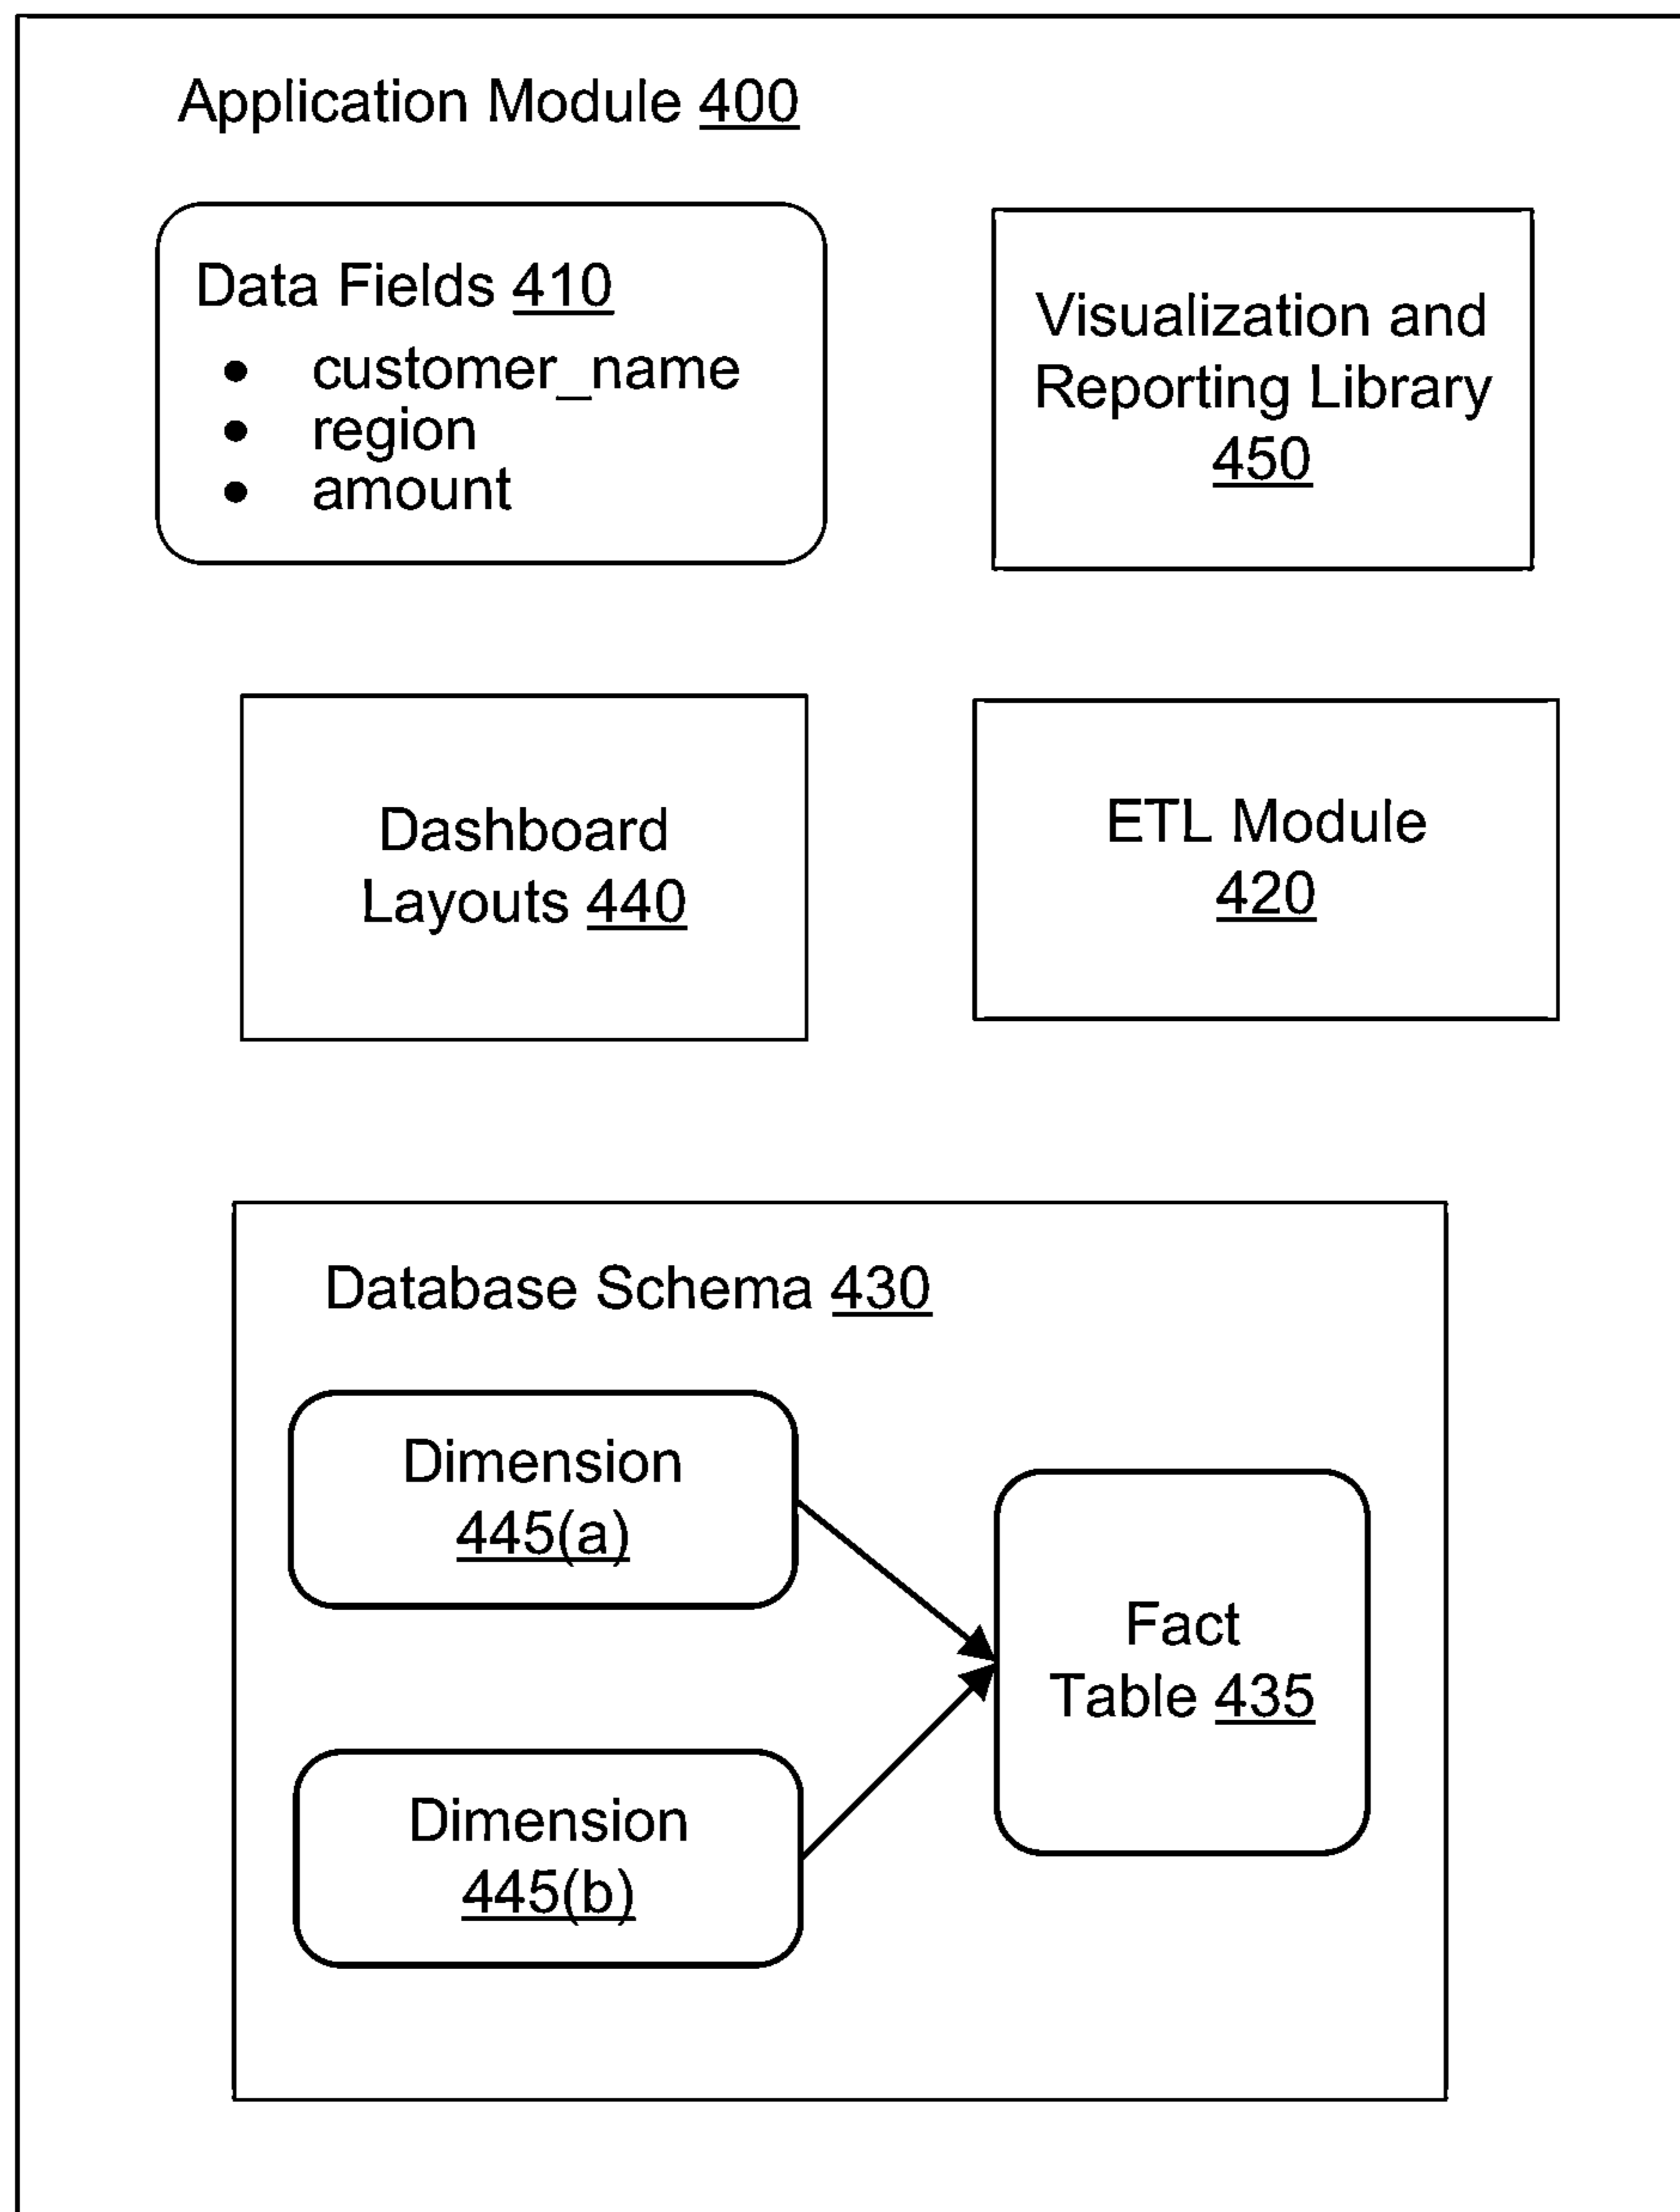 Application Module 400
Data Fields 410
• customer_name
• region
• amount
Visualization and
Reporting Library
450
Dashboard
Layouts 440
ETL Module
420
Database Schema 430
Dimension
445(a)
Dimension
445(b)
Fact
Table 435